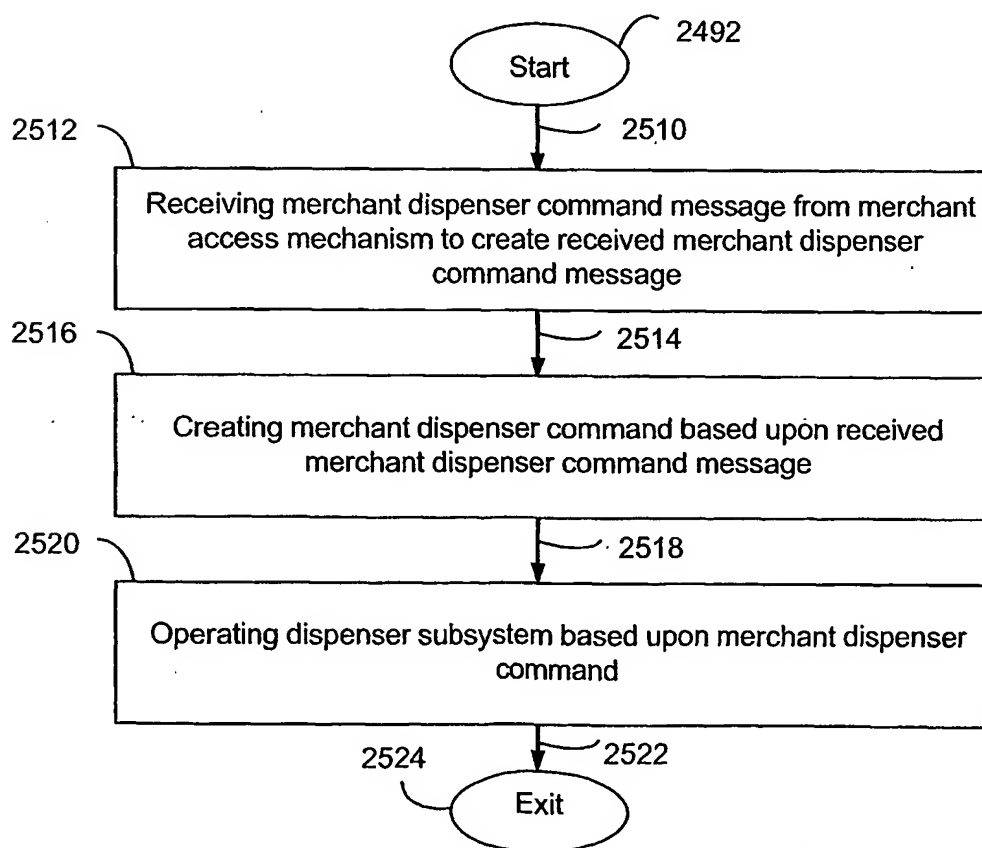 2492
Start
2512
2510
Receiving merchant dispenser command message from merchant
access mechanism to create received merchant dispenser
command message
2516
2514
Creating merchant dispenser command based upon received
merchant dispenser command message
2520
2518
Operating dispenser subsystem based upon merchant dispenser
command
2524
2522
Exit